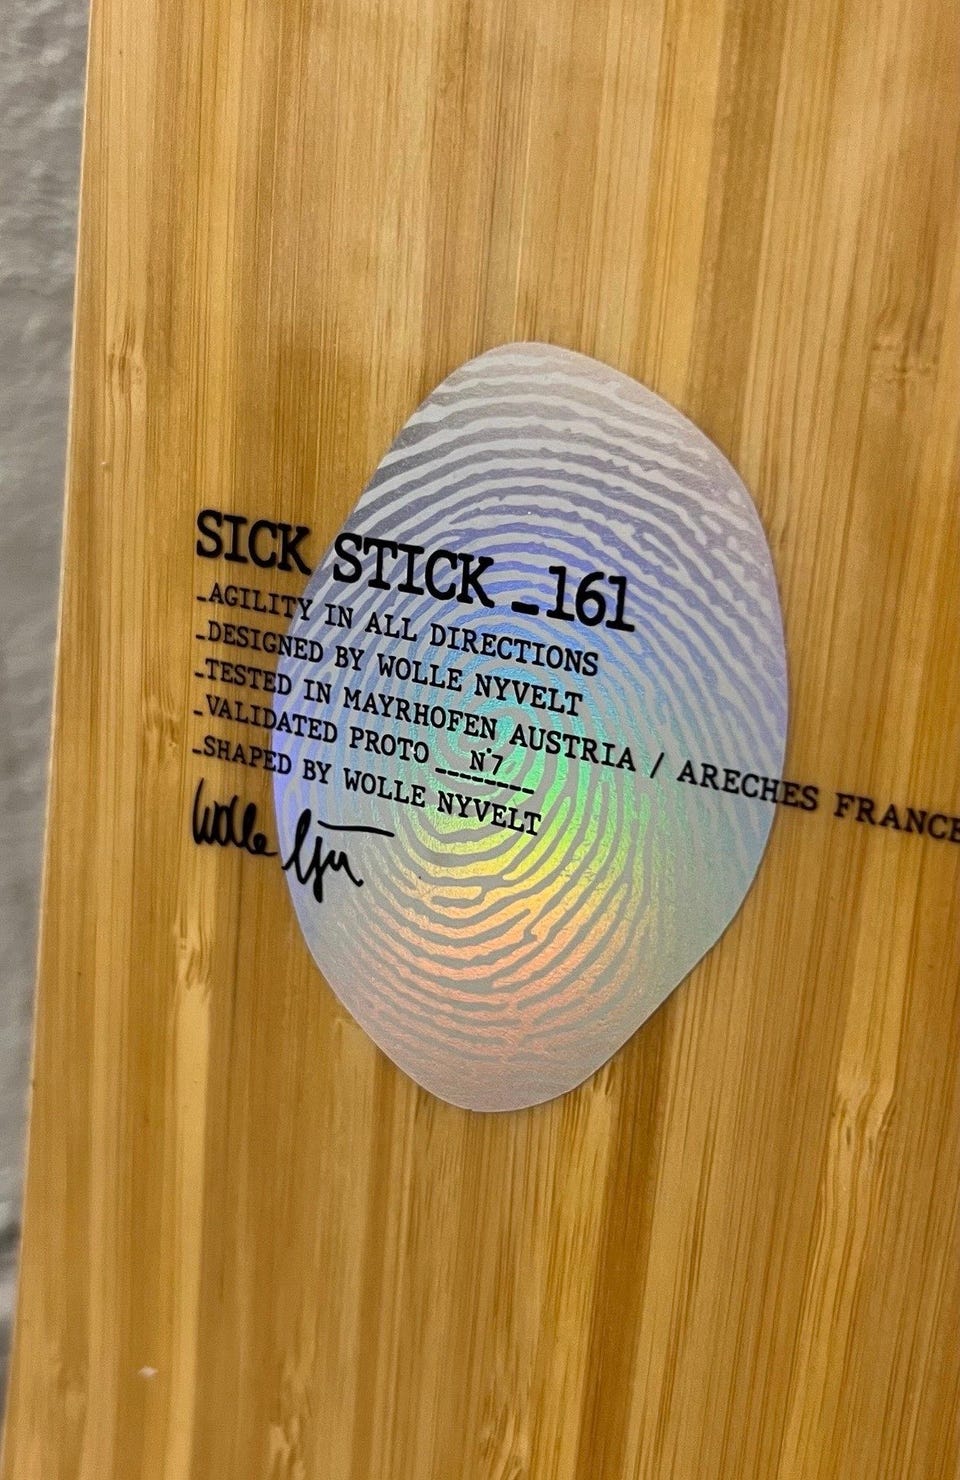 SICK STICK_161
_AGILITY IN ALL DIRECTIONS
_DESIGNED BY WOLLE NYVELT
_TESTED IN MAYRHOFEN AUSTRIA / ARECHES FRANCE
_VALIDATED PROTO N°7
_SHAPED BY WOLLE NYVELT
Wolle